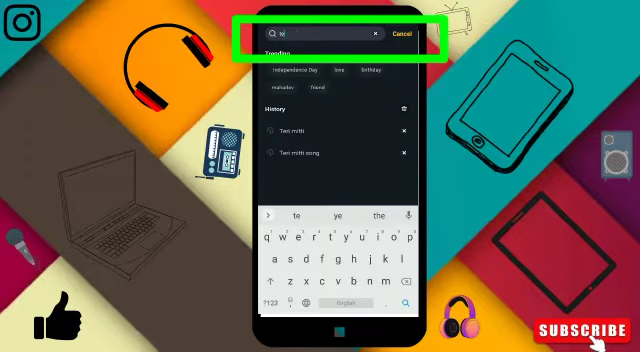 te
Cancel
Trending
Independence Day love birthday
mahadev friend
History
Teri mitti
Teri mitti song
te ye the
q w e r t y u i o p
a s d f g h j k l
z x c v b n m
?123 English .
SUBSCRIBE